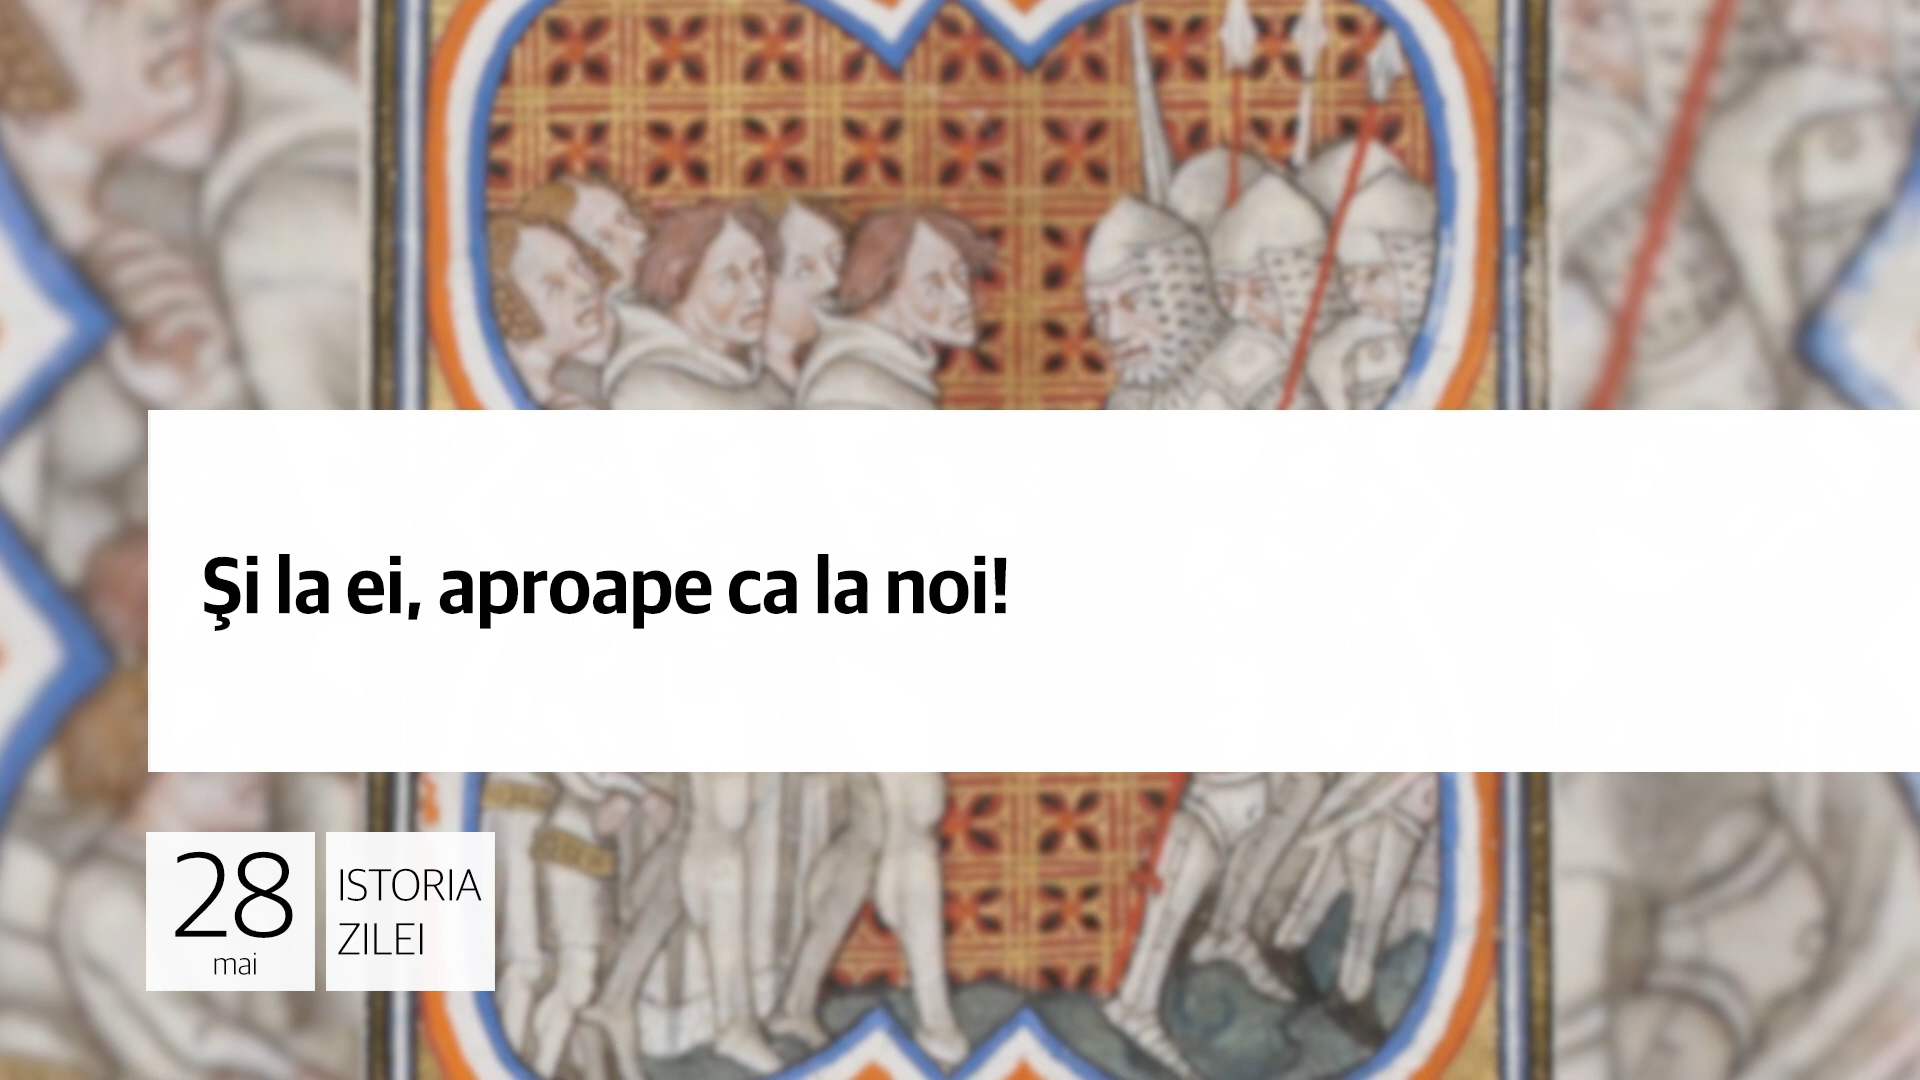 Şi la ei, aproape ca la noi!
28
mai
ISTORIA
ZILEI